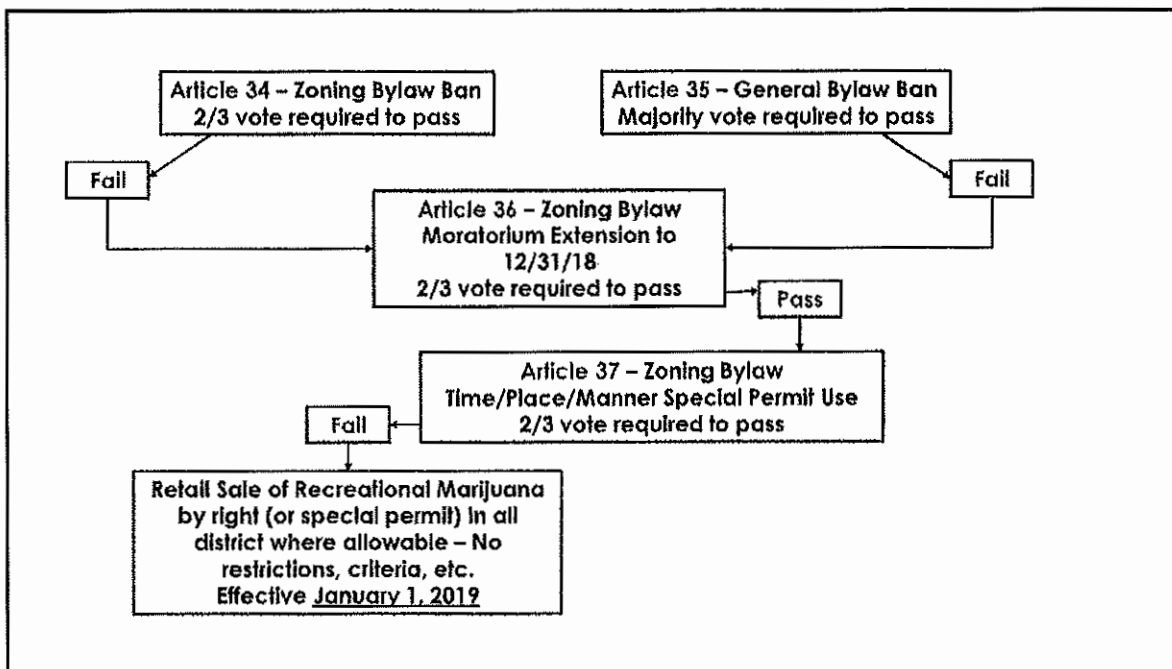 Article 34 – Zoning Bylaw Ban
2/3 vote required to pass
Article 35 – General Bylaw Ban
Majority vote required to pass
Fail
Fail
Article 36 – Zoning Bylaw
Moratorium Extension to
12/31/18
2/3 vote required to pass
Pass
Article 37 – Zoning Bylaw
Time/Place/Manner Special Permit Use
2/3 vote required to pass
Fail
Retail Sale of Recreational Marijuana
by right (or special permit) in all
district where allowable – No
restrictions, criteria, etc.
Effective January 1, 2019